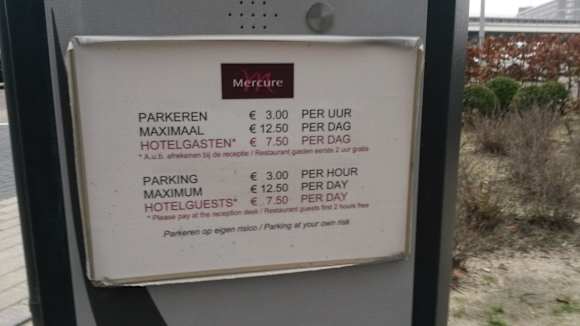 Mercure
PARKEREN € 3.00 PER UUR
MAXIMAAL € 12.50 PER DAG
HOTELGASTEN* € 7.50 PER DAG
* A.u.b. afrekenen bij de receptie / Restaurant gasten eerste 2 uur gratis
PARKING € 3.00 PER HOUR
MAXIMUM € 12.50 PER DAY
HOTELGUESTS* € 7.50 PER DAY
* Please pay at the reception desk / Restaurant guests first 2 hours free
Parkeren op eigen risico / Parking at your own risk